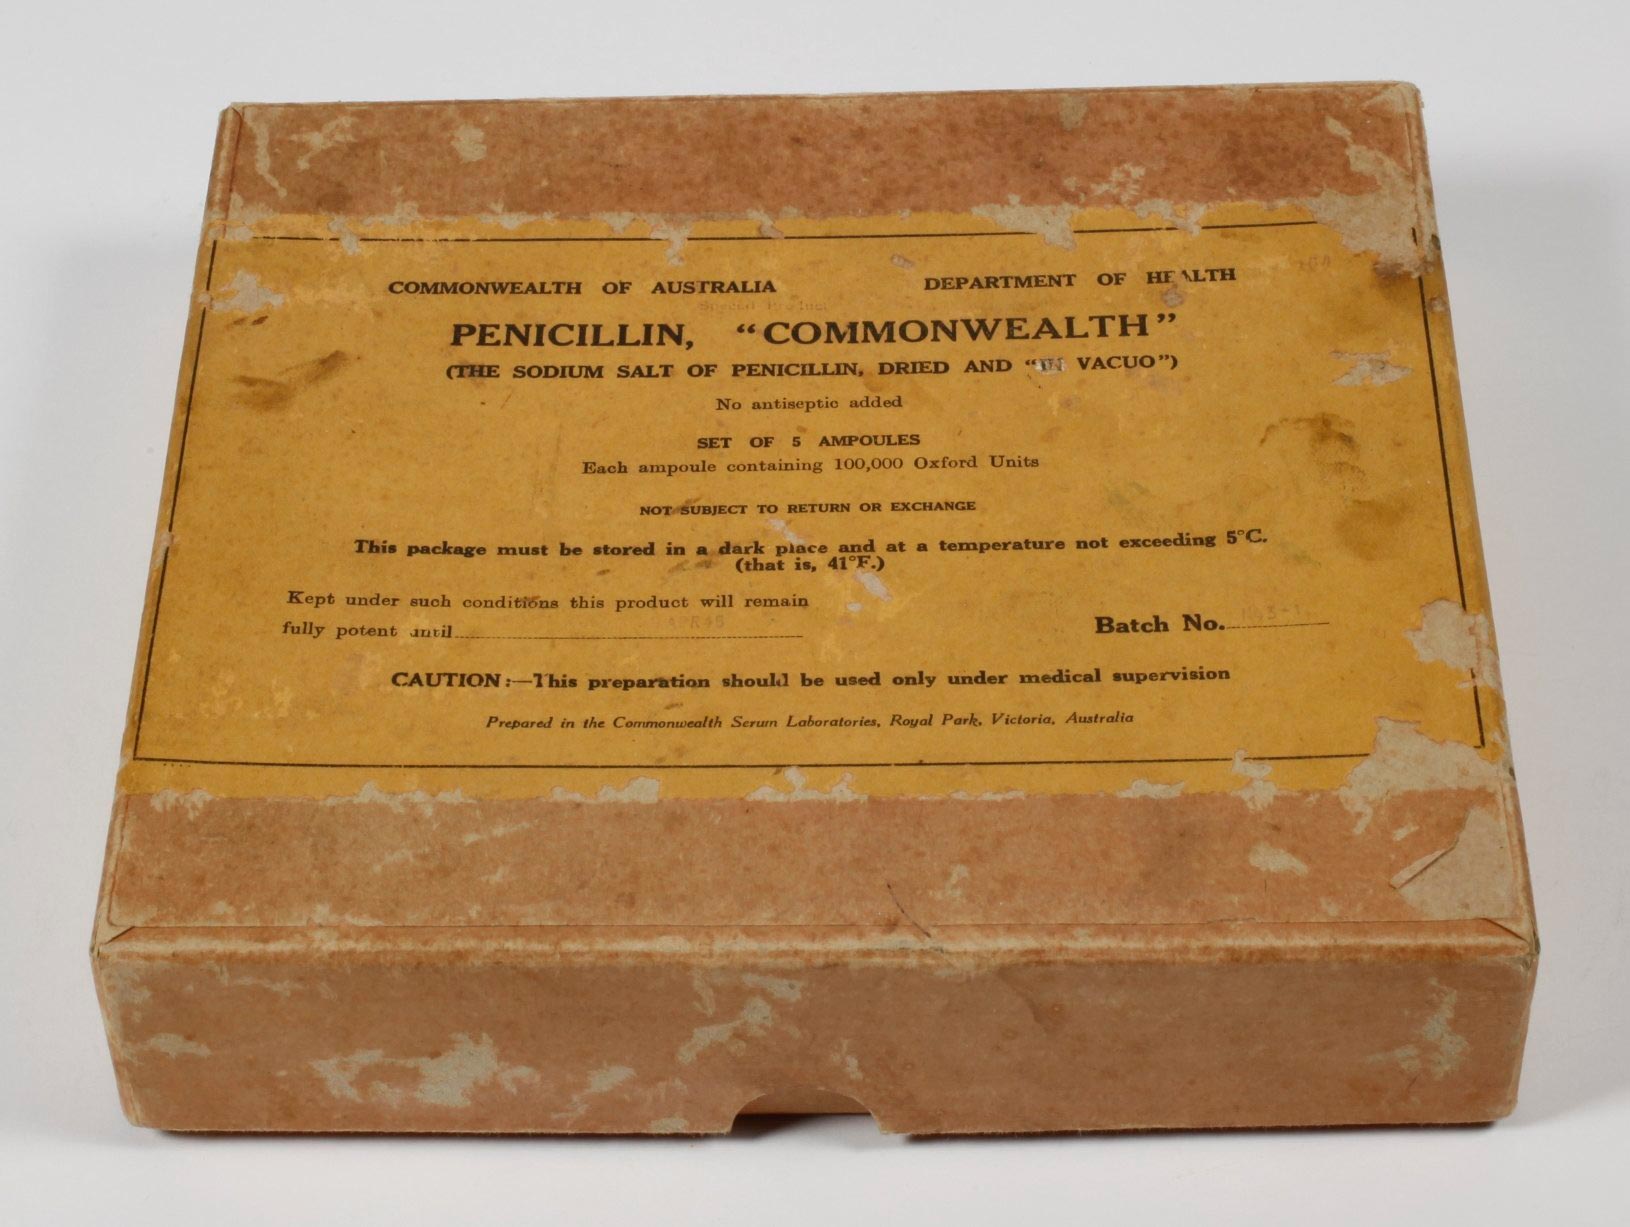 COMMONWEALTH OF AUSTRALIA DEPARTMENT OF HEALTH
Special Product
PENICILLIN, “COMMONWEALTH”
(THE SODIUM SALT OF PENICILLIN, DRIED AND “IN VACUO”)
No antiseptic added
SET OF 5 AMPOULES
Each ampoule containing 100,000 Oxford Units
NOT SUBJECT TO RETURN OR EXCHANGE
This package must be stored in a dark place and at a temperature not exceeding 5°C.
(that is, 41°F.)
Kept under such conditions this product will remain
fully potent until
Batch No.
CAUTION:—This preparation should be used only under medical supervision
Prepared in the Commonwealth Serum Laboratories, Royal Park, Victoria, Australia